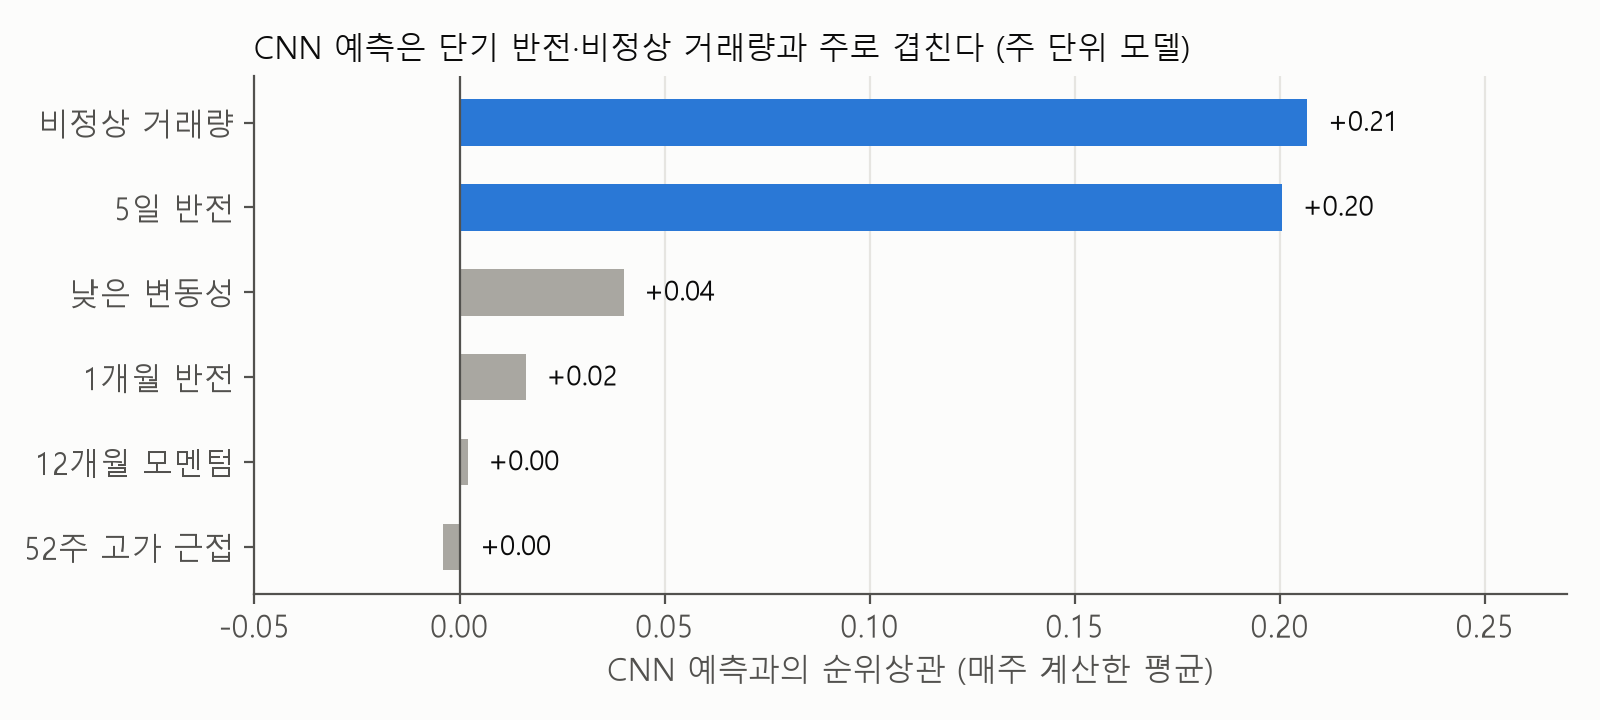 CNN 예측은 단기 반전·비정상 거래량과 주로 겹친다 (주 단위 모델)
비정상 거래량 +0.21
5일 반전 +0.20
낮은 변동성 +0.04
1개월 반전 +0.02
12개월 모멘텀 +0.00
52주 고가 근접 +0.00
-0.05 0.00 0.05 0.10 0.15 0.20 0.25
CNN 예측과의 순위상관 (매주 계산한 평균)